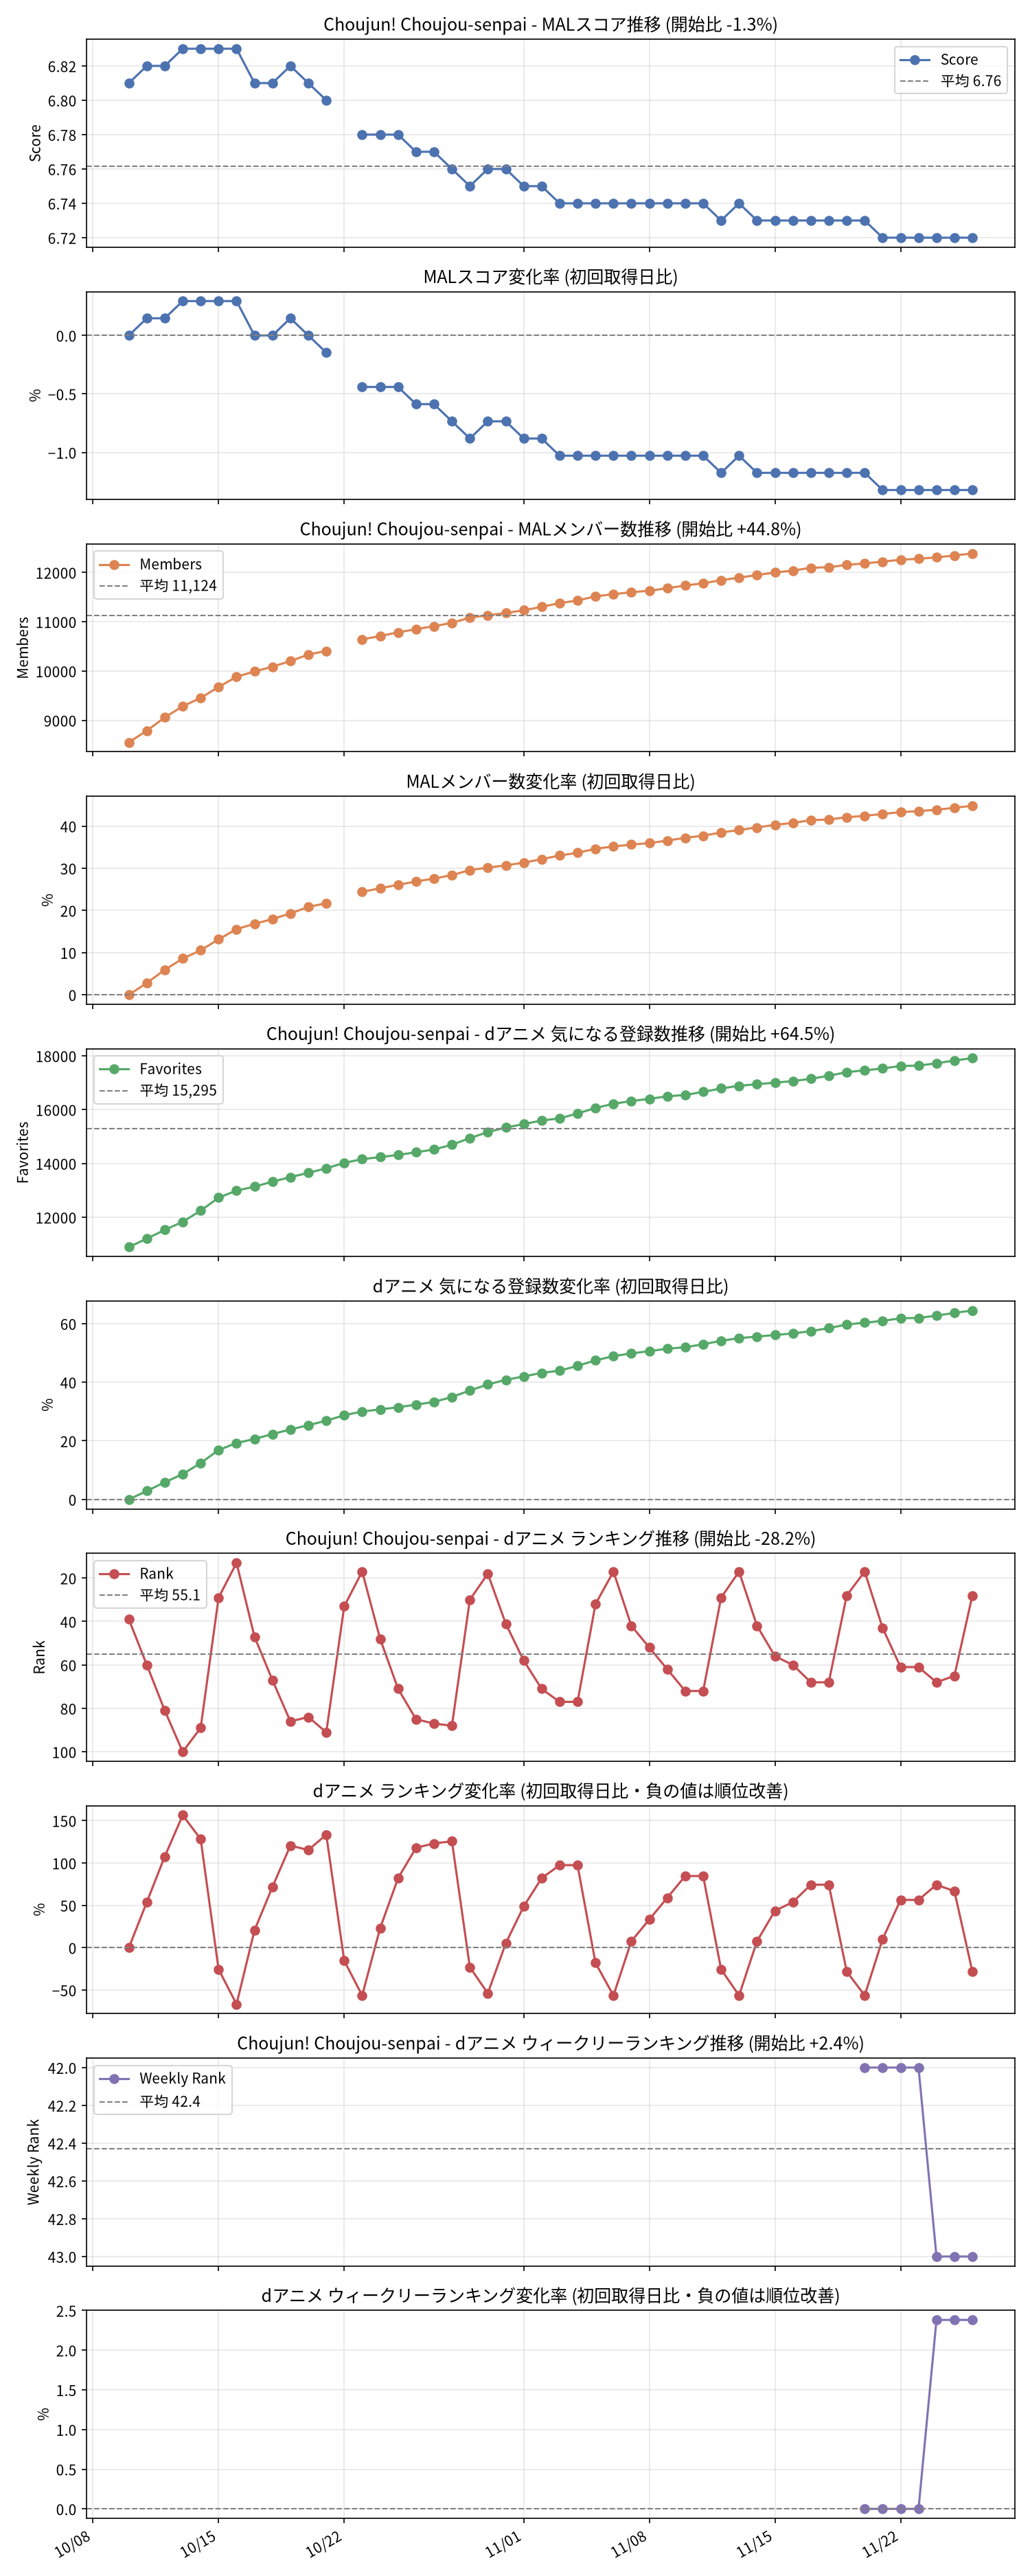 Choujun! Choujou-senpai - MALスコア推移 (開始比 -1.3%)
Score
6.82
6.80
6.78
6.76
6.74
6.72
Score
平均 6.76
MALスコア変化率 (初回取得日比)
%
0.0
−0.5
−1.0
Choujun! Choujou-senpai - MALメンバー数推移 (開始比 +44.8%)
Members
12000
11000
10000
9000
Members
平均 11,124
MALメンバー数変化率 (初回取得日比)
%
40
30
20
10
0
Choujun! Choujou-senpai - dアニメ 気になる登録数推移 (開始比 +64.5%)
Favorites
18000
16000
14000
12000
Favorites
平均 15,295
dアニメ 気になる登録数変化率 (初回取得日比)
%
60
40
20
0
Choujun! Choujou-senpai - dアニメ ランキング推移 (開始比 -28.2%)
Rank
20
40
60
80
100
Rank
平均 55.1
dアニメ ランキング変化率 (初回取得日比・負の値は順位改善)
%
150
100
50
0
−50
Choujun! Choujou-senpai - dアニメ ウィークリーランキング推移 (開始比 +2.4%)
Weekly Rank
42.0
42.2
42.4
42.6
42.8
43.0
Weekly Rank
平均 42.4
dアニメ ウィークリーランキング変化率 (初回取得日比・負の値は順位改善)
%
2.5
2.0
1.5
1.0
0.5
0.0
10/08
10/15
10/22
11/01
11/08
11/15
11/22